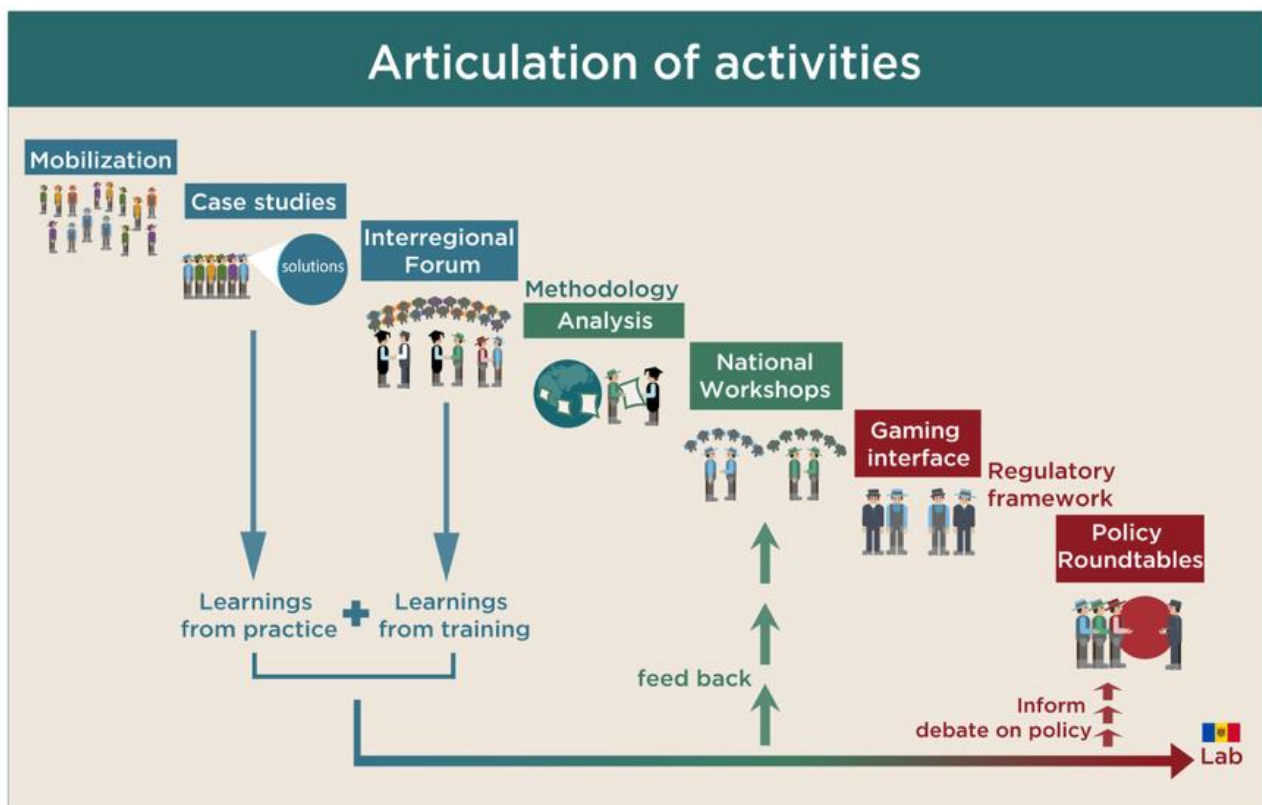 Articulation of activities
Mobilization
Case studies
solutions
Interregional
Forum
Methodology
Analysis
National
Workshops
Gaming
interface
Regulatory
framework
Policy
Roundtables
Learnings
from practice
+
Learnings
from training
feed back
Inform
debate on policy
Lab